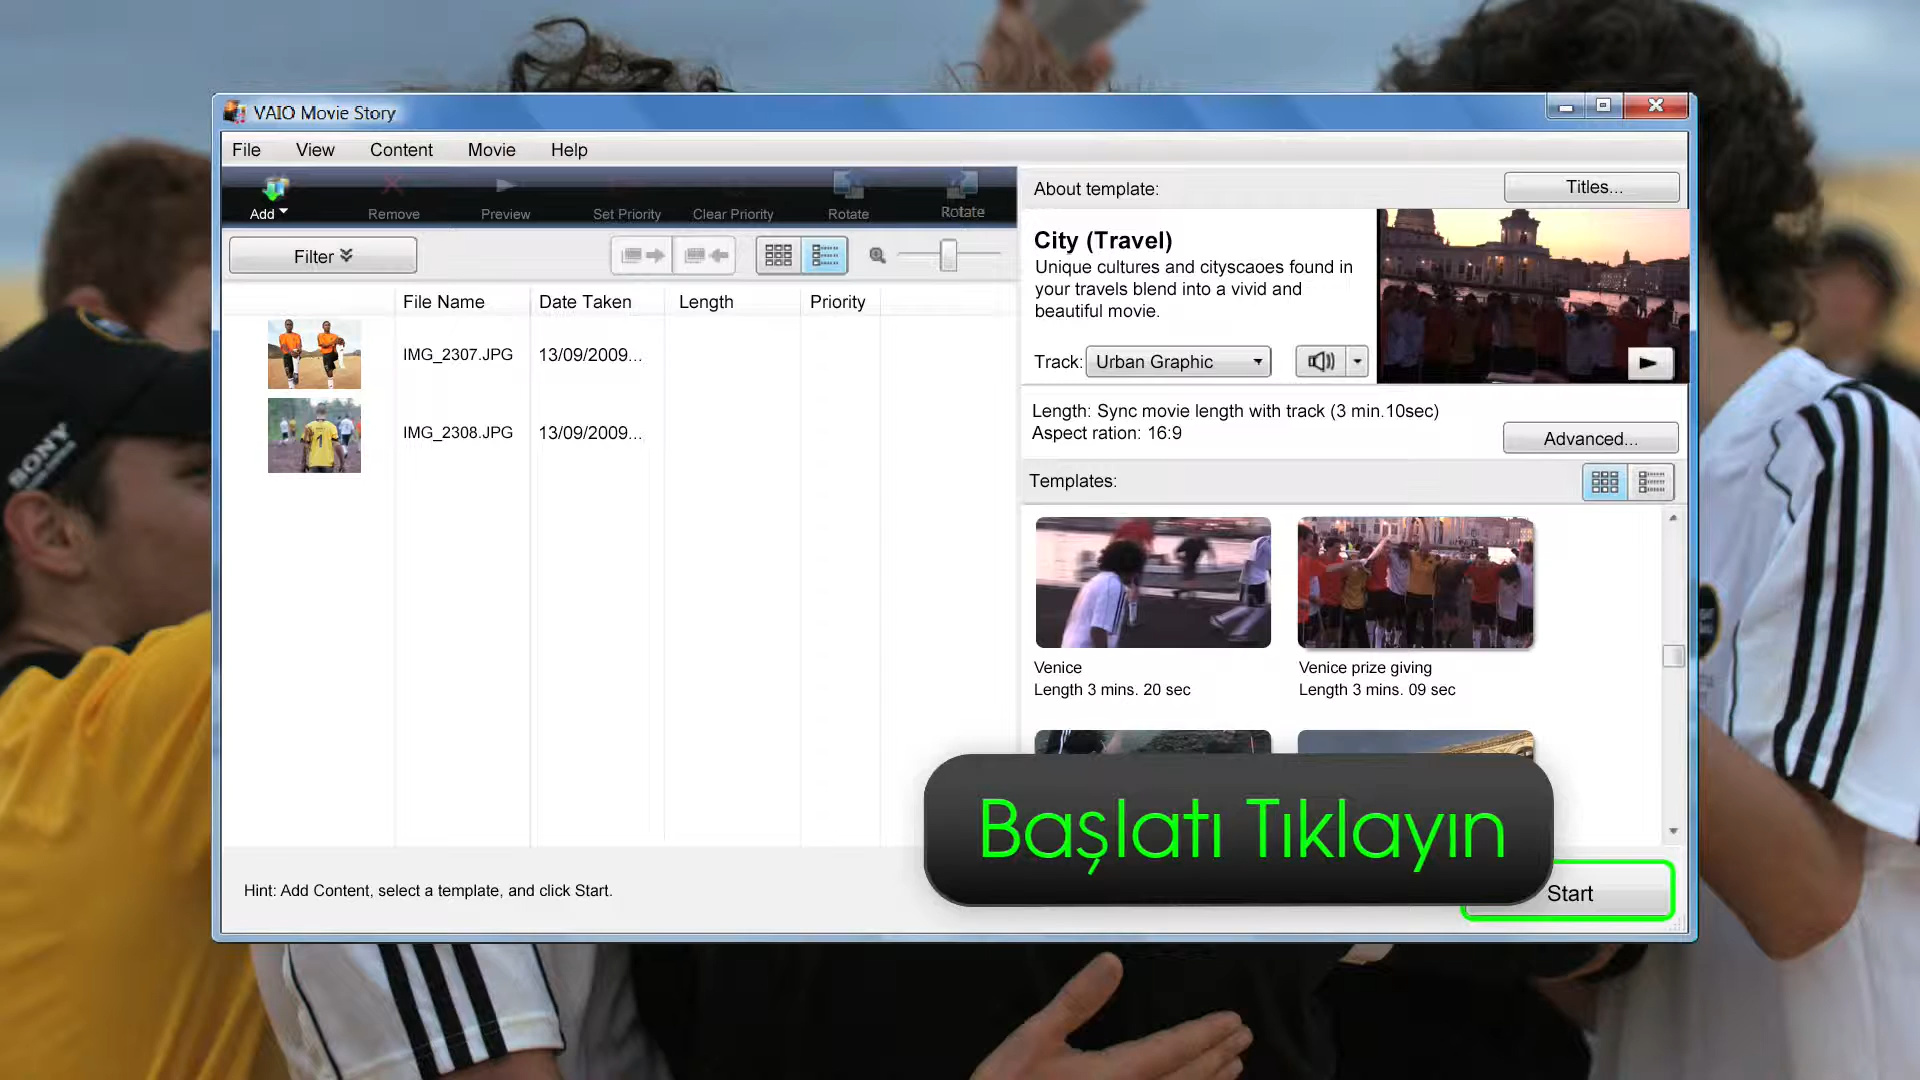 VAIO Movie Story
File View Content Movie Help
Add Remove Preview Set Priority Clear Priority Rotate Rotate
Filter
File Name Date Taken Length Priority
IMG_2307.JPG 13/09/2009...
IMG_2308.JPG 13/09/2009...
About template:
Titles...
City (Travel)
Unique cultures and cityscaoes found in
your travels blend into a vivid and
beautiful movie.
Track: Urban Graphic
Length: Sync movie length with track (3 min.10sec)
Aspect ration: 16:9
Advanced...
Templates:
Venice
Length 3 mins. 20 sec
Venice prize giving
Length 3 mins. 09 sec
Başlatı Tıklayın
Hint: Add Content, select a template, and click Start.
Start
SONY